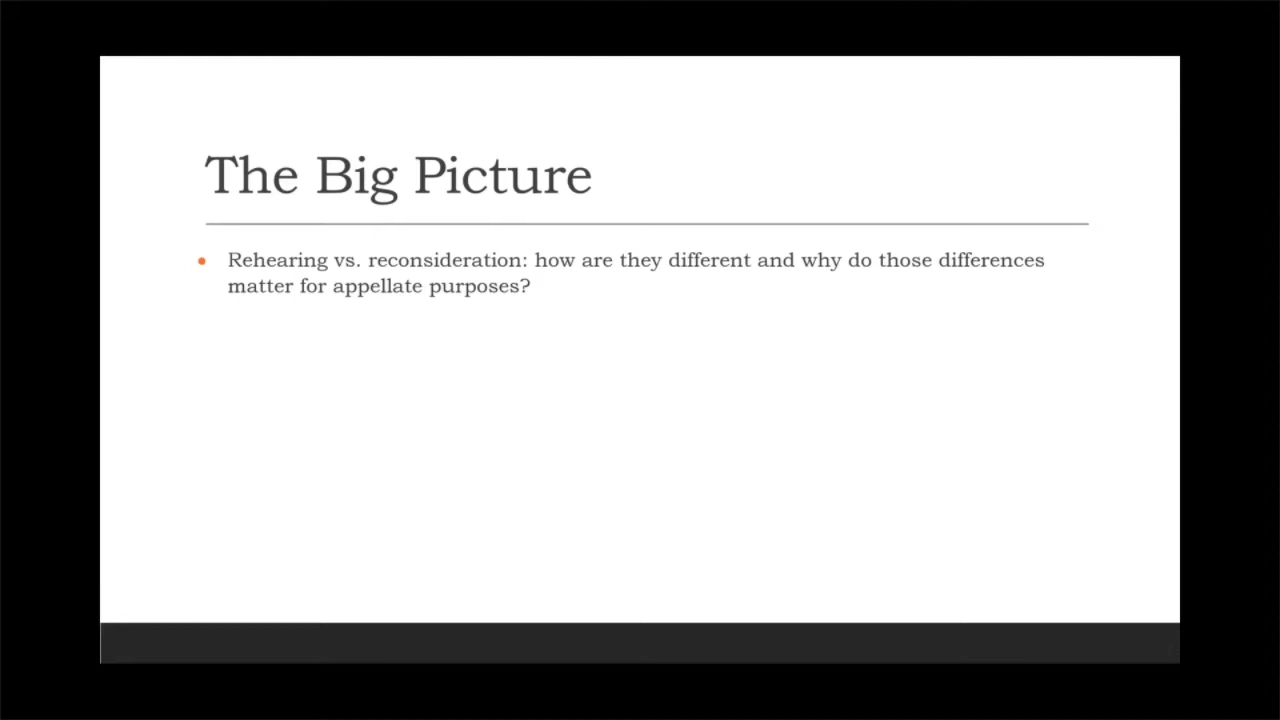 The Big Picture
Rehearing vs. reconsideration: how are they different and why do those differences
matter for appellate purposes?